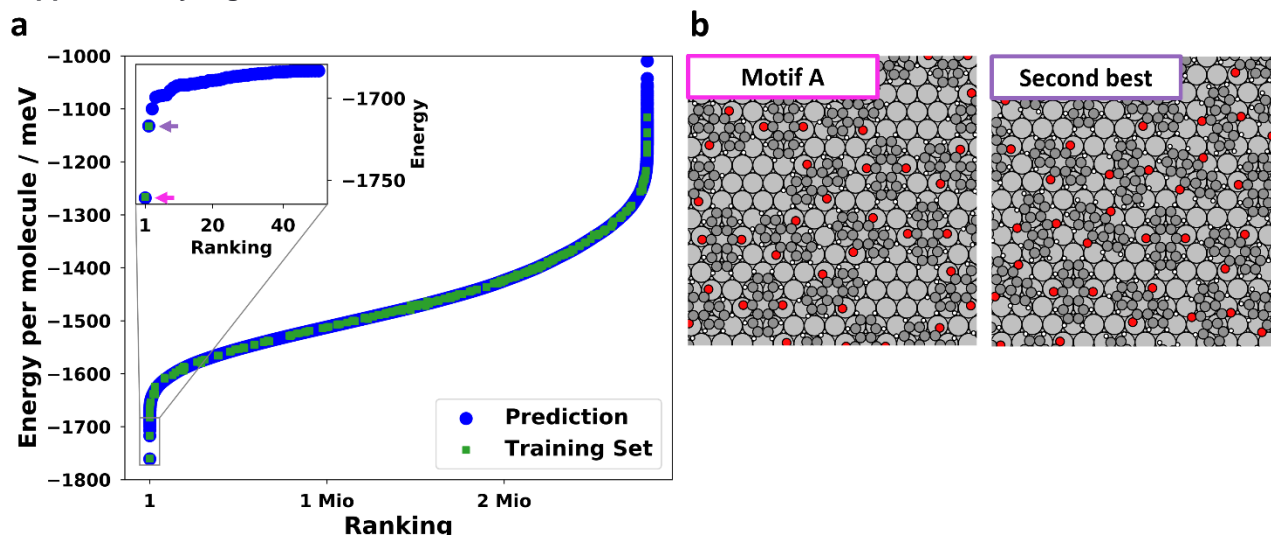 a
b
−1000
−1100
−1200
−1300
−1400
−1500
−1600
−1700
−1800
Energy per molecule / meV
1
1 Mio
2 Mio
Ranking
−1700
−1750
Energy
1
20
40
Ranking
Prediction
Training Set
Motif A
Second best